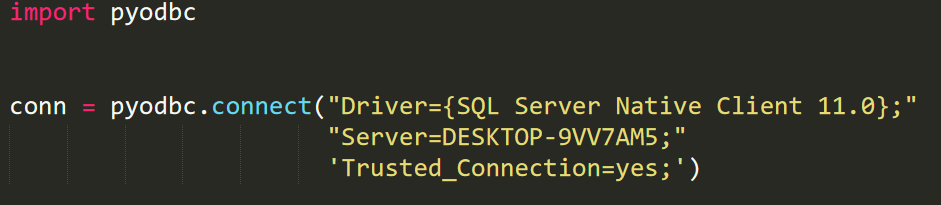 import pyodbc
conn = pyodbc.connect("Driver={SQL Server Native Client 11.0};"
"Server=DESKTOP-9VV7AM5;"
'Trusted_Connection=yes;')